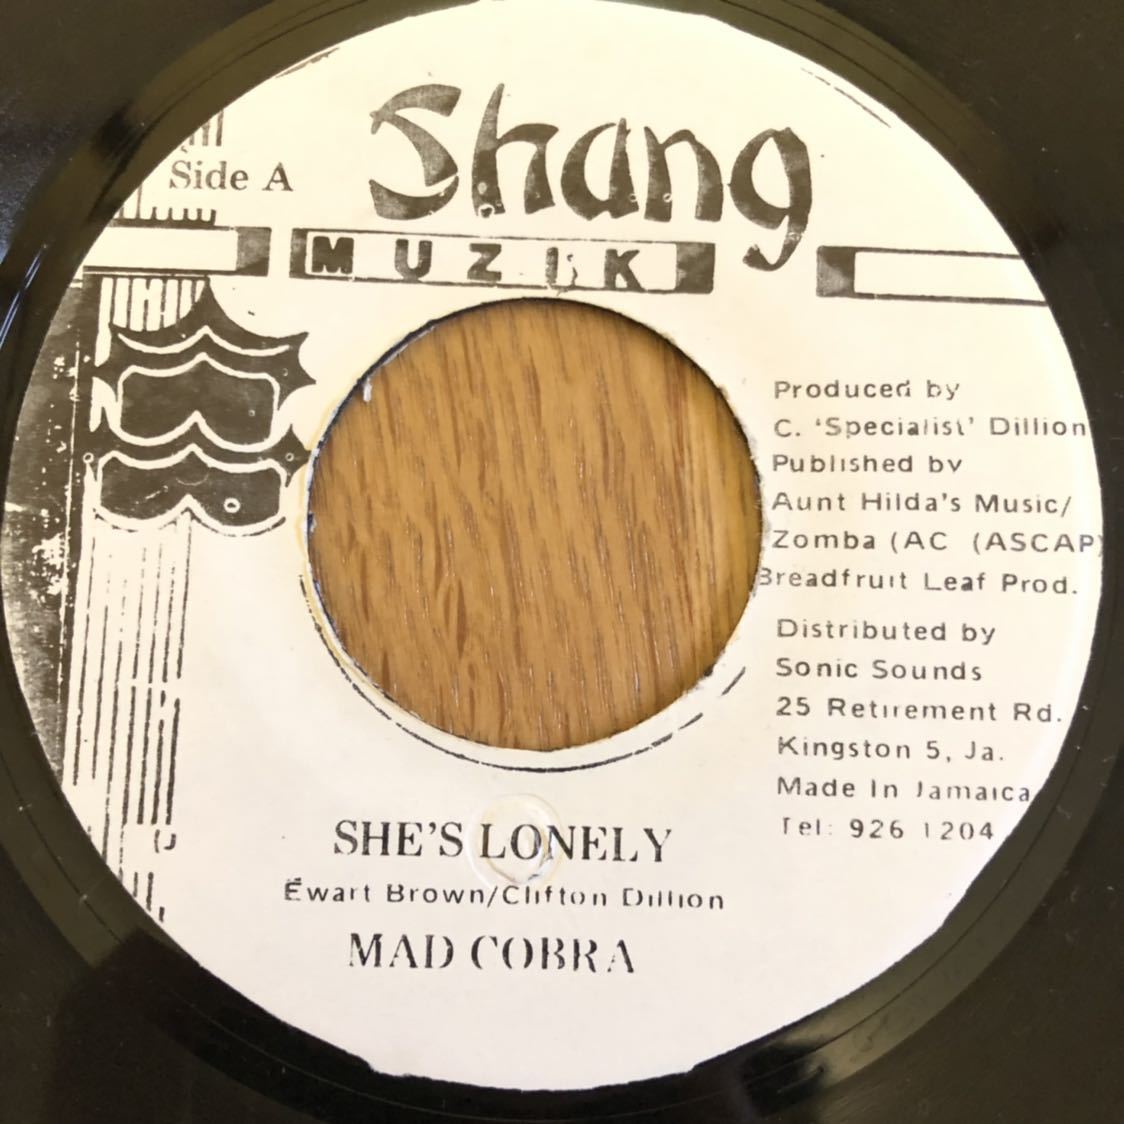 Side A
Shang
MUZIK
Produced by
C. 'Specialist' Dillion
Published by
Aunt Hilda's Music/
Zomba (AC (ASCAP)
Breadfruit Leaf Prod.
Distributed by
Sonic Sounds
25 Retirement Rd.
Kingston 5, Ja.
Made In Jamaica
Tel: 926 1204
SHE'S LONELY
Ewart Brown/Clifton Dillion
MAD COBRA